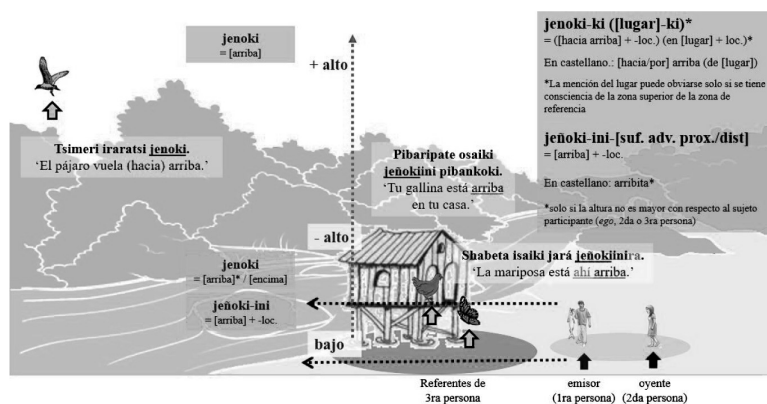 jenoki
= [arriba]
+ alto
jenoki-ki ([lugar]-ki)*
= ([hacia arriba] + -loc.) (en [lugar] + loc.)*
En castellano.: [hacia/por] arriba (de [lugar])
*La mención del lugar puede obviarse solo si se tiene
consciencia de la zona superior de la zona de
referencia
jeñoki-ini-[suf. adv. prox./dist]
= [arriba] + -loc.
En castellano: arribita*
*solo si la altura no es mayor con respecto al sujeto
participante (ego, 2da o 3ra persona)
Tsimeri iraratsi jenoki.
‘El pájaro vuela (hacia) arriba.’
Pibaripate osaiki
jeñokiini pibankoki.
‘Tu gallina está arriba
en tu casa.’
- alto
Shabeta isaiki jará jeñokiinira.
‘La mariposa está ahí arriba.’
jenoki
= [arriba]* / [encima]
jeñoki-ini
= [arriba] + -loc.
bajo
Referentes de
3ra persona
emisor
(1ra persona)
oyente
(2da persona)